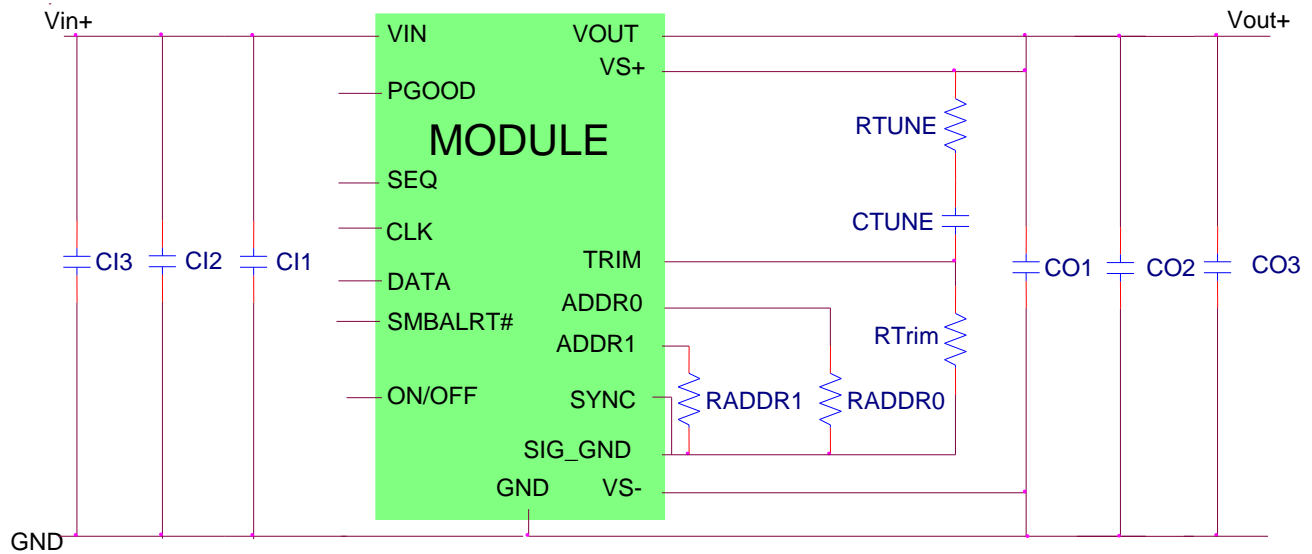 Vin+
Vout+
VIN
VOUT
VS+
PGOOD
RTUNE
MODULE
SEQ
CTUNE
CLK
TRIM
CI3
CI2
CI1
CO1
CO2
CO3
DATA
ADDR0
SMBALRT#
RTrim
ADDR1
ON/OFF
SYNC
RADDR1
RADDR0
SIG_GND
GND
VS-
GND